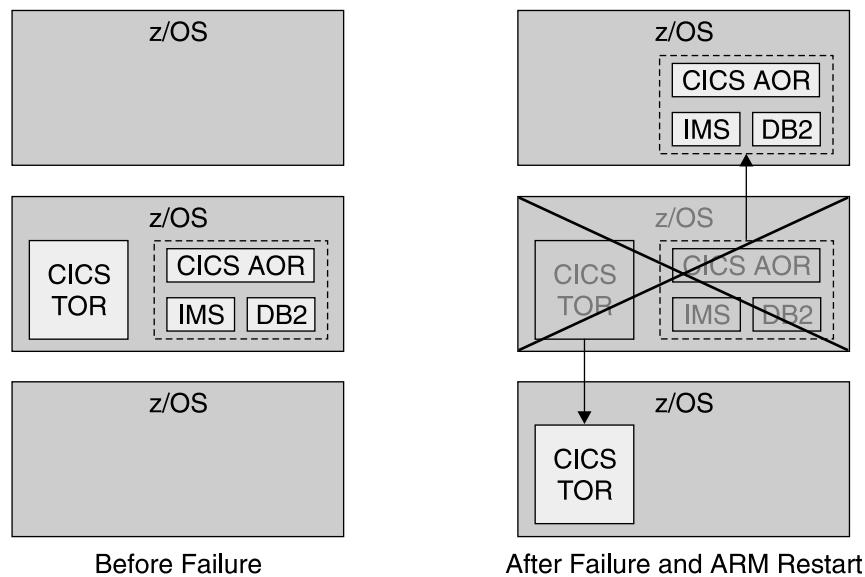 z/OS
z/OS
CICS
TOR
CICS AOR
IMS DB2
z/OS
Before Failure
z/OS
CICS AOR
IMS DB2
z/OS
CICS
TOR
CICS AOR
IMS DB2
z/OS
CICS
TOR
After Failure and ARM Restart